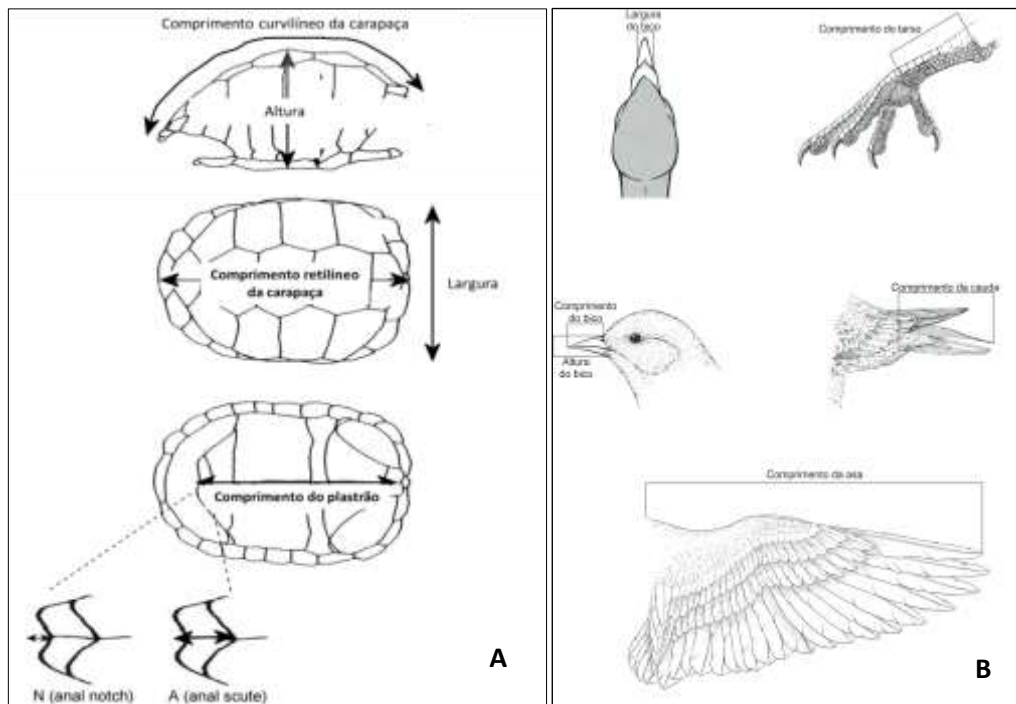 Comprimento curvilíneo da carapaça
Altura
Comprimento retilíneo
da carapaça
Largura
Comprimento do plastrão
N (anal notch)
A (anal scute)
A
Largura
do bico
Comprimento do tarso
Comprimento
do bico
Altura
do bico
Comprimento da cauda
Comprimento da asa
B